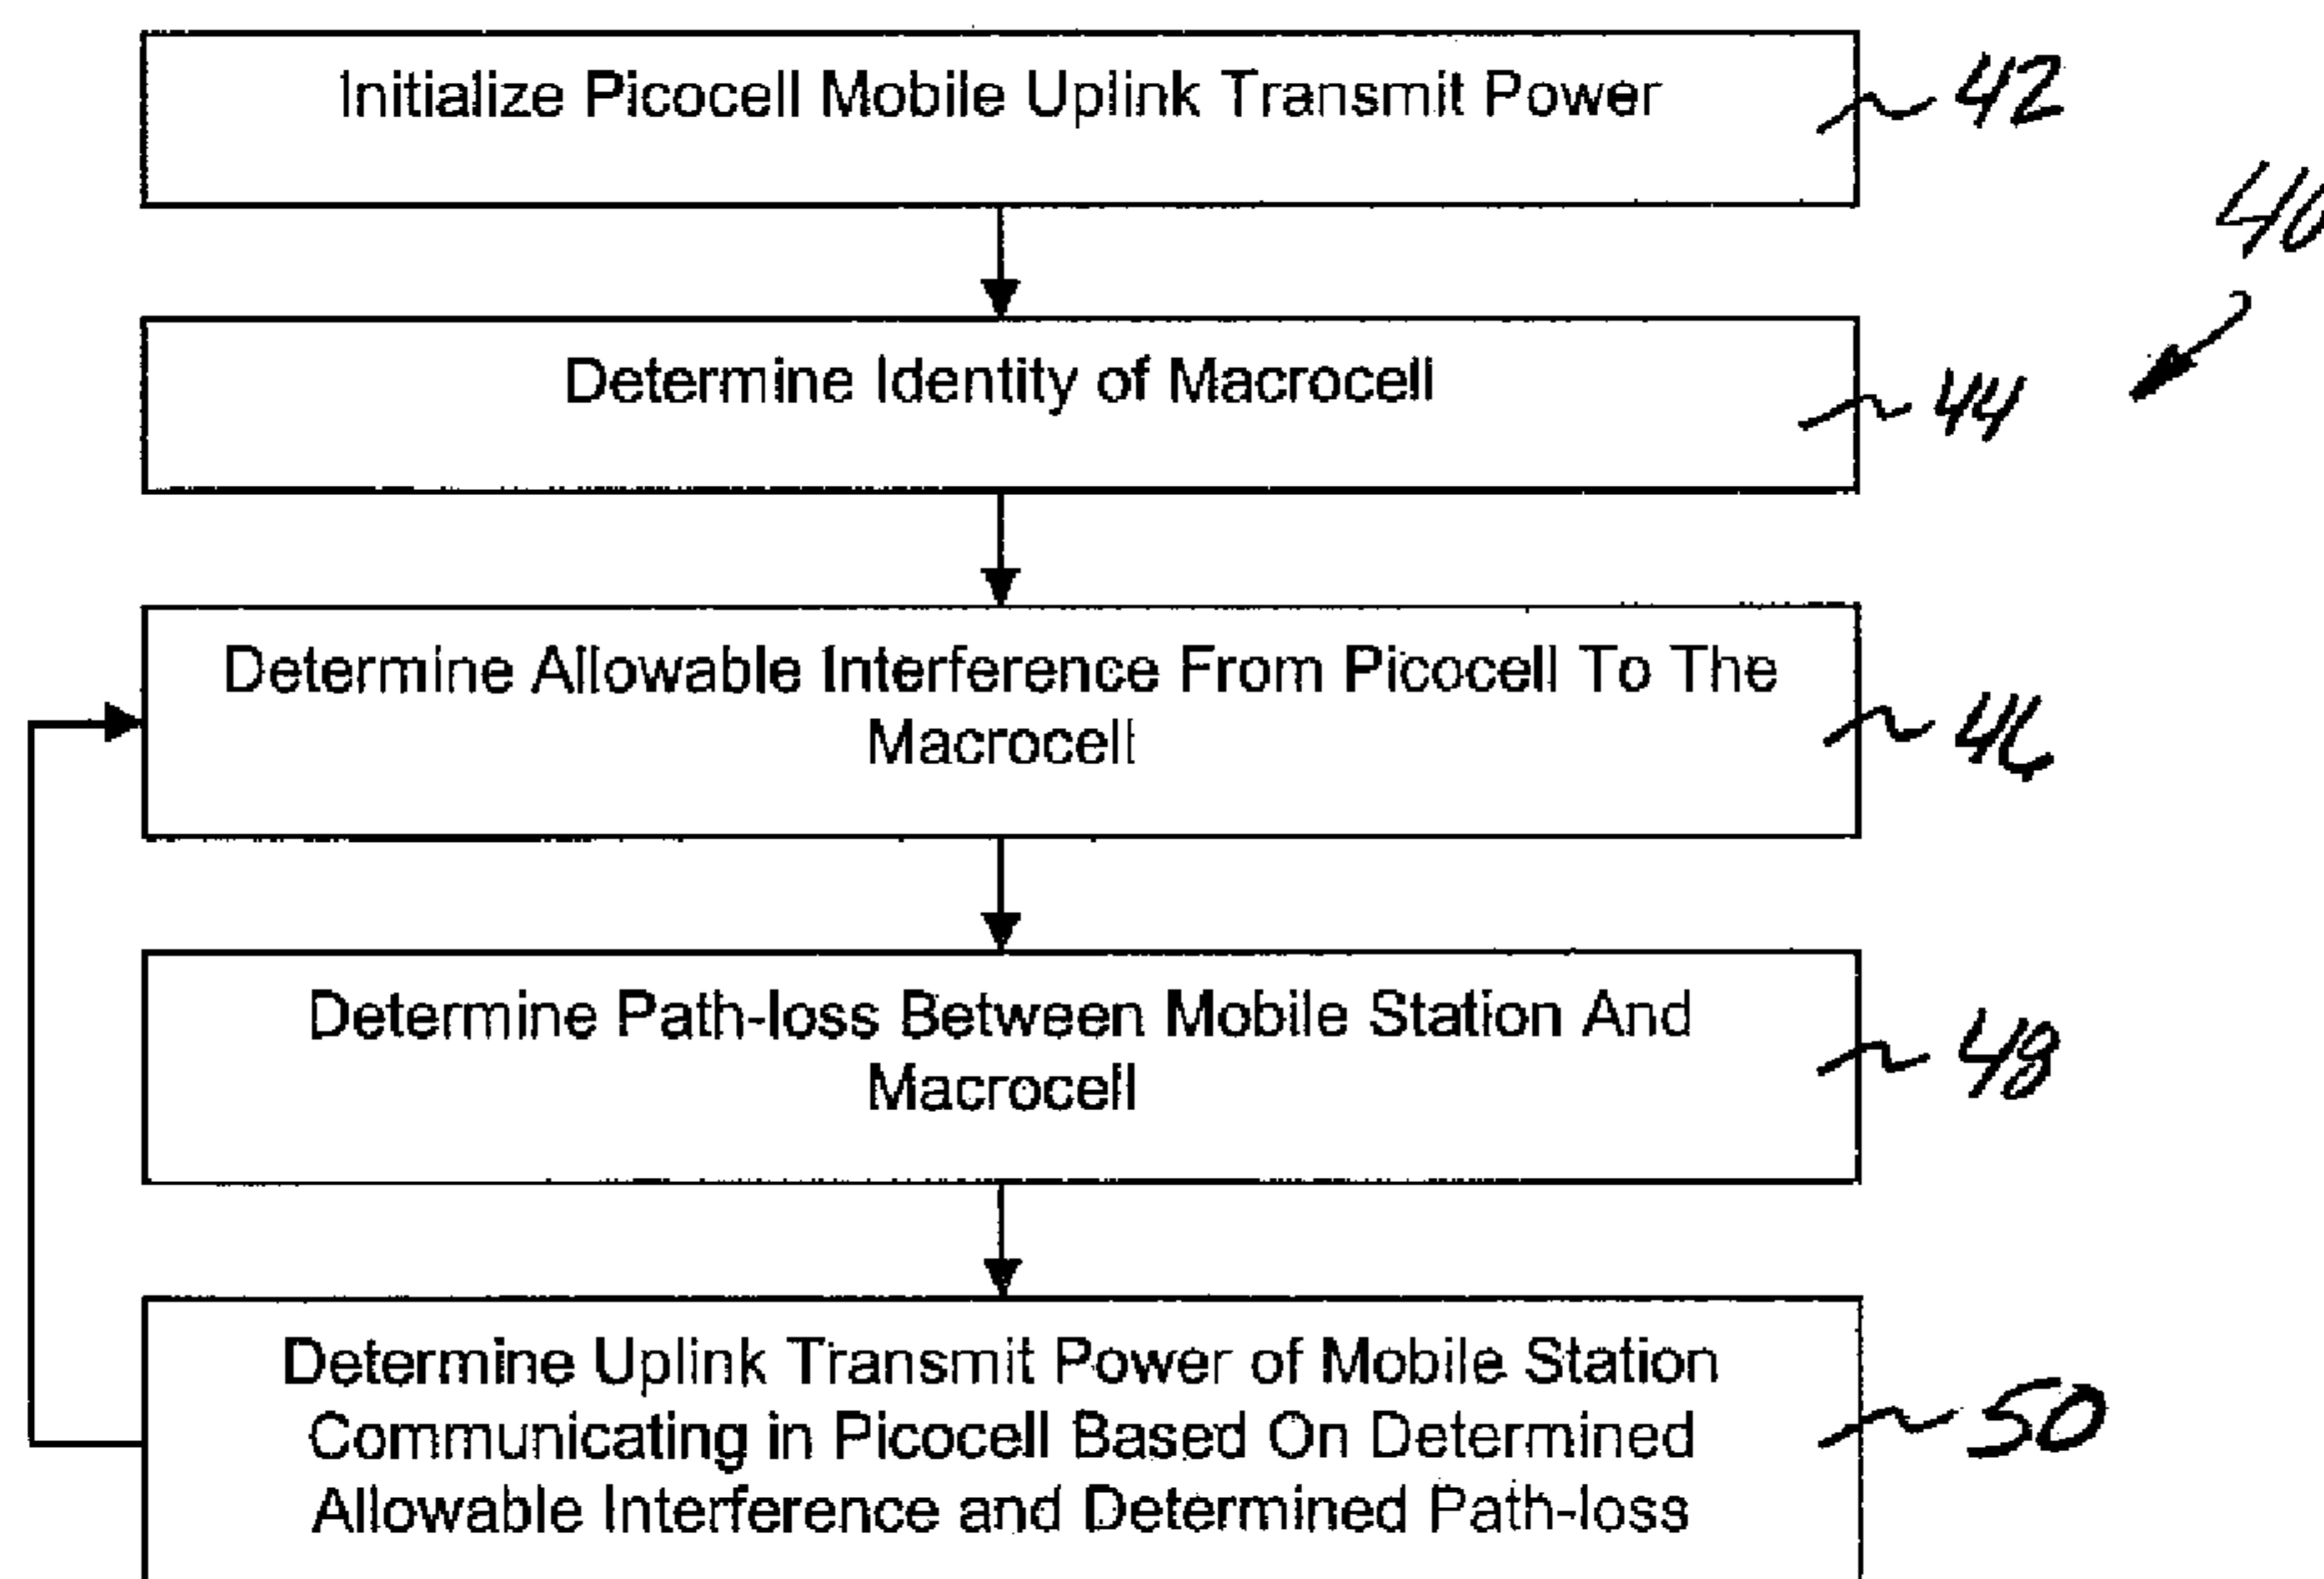 Initialize Picocell Mobile Uplink Transmit Power
42
40
Determine Identity of Macrocell
44
Determine Allowable Interference From Picocell To The
Macrocell
46
Determine Path-loss Between Mobile Station And
Macrocell
48
Determine Uplink Transmit Power of Mobile Station
Communicating in Picocell Based On Determined
Allowable Interference and Determined Path-loss
50